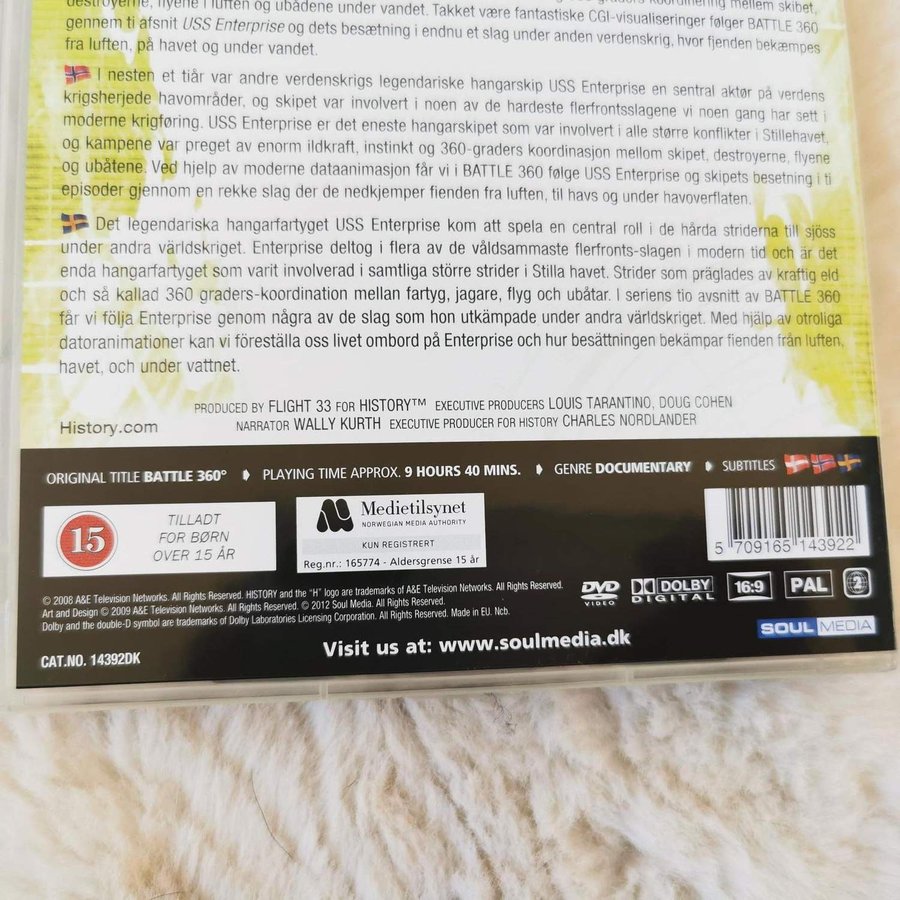 destroyerne, flyene i luften og ubådene under vandet. Takket være fantastiske CGI-visualiseringer følger BATTLE 360
gennem ti afsnit USS Enterprise og dets besætning i endnu et slag under anden verdenskrig, hvor fjenden bekæmpes
fra luften, på havet og under vandet.
I nesten et tiår var andre verdenskrigs legendariske hangarskip USS Enterprise en sentral aktør på verdens
krigsherjede havområder, og skipet var involvert i noen av de hardeste flerfrontsslagene vi noen gang har sett i
moderne krigføring. USS Enterprise er det eneste hangarskipet som var involvert i alle større konflikter i Stillehavet,
og kampene var preget av enorm ildkraft, instinkt og 360-graders koordinasjon mellom skipet, destroyerne, flyene
og ubåtene. Ved hjelp av moderne dataanimasjon får vi i BATTLE 360 følge USS Enterprise og skipets besetning i ti
episoder gjennom en rekke slag der de nedkjemper fienden fra luften, til havs og under havoverflaten.
Det legendariska hangarfartyget USS Enterprise kom att spela en central roll i de hårda striderna till sjöss
under andra världskriget. Enterprise deltog i flera av de våldsammaste flerfronts-slagen i modern tid och är det
enda hangarfartyget som varit involverad i samtliga större strider i Stilla havet. Strider som präglades av kraftig eld
och så kallad 360 graders-koordination mellan fartyg, jagare, flyg och ubåtar. I seriens tio avsnitt av BATTLE 360
får vi följa Enterprise genom några av de slag som hon utkämpade under andra världskriget. Med hjälp av otroliga
datoranimationer kan vi föreställa oss livet ombord på Enterprise och hur besättningen bekämpar fienden från luften,
havet, och under vattnet.
PRODUCED BY FLIGHT 33 FOR HISTORY™ EXECUTIVE PRODUCERS LOUIS TARANTINO, DOUG COHEN
NARRATOR WALLY KURTH EXECUTIVE PRODUCER FOR HISTORY CHARLES NORDLANDER
History.com
ORIGINAL TITLE BATTLE 360° PLAYING TIME APPROX. 9 HOURS 40 MINS. GENRE DOCUMENTARY SUBTITLES
15
TILLADT
FOR BØRN
OVER 15 ÅR
Medietilsynet
NORWEGIAN MEDIA AUTHORITY
KUN REGISTRERT
Reg.nr.: 165774 - Aldersgrense 15 år
5 709165 143922
© 2008 A&E Television Networks. All Rights Reserved. HISTORY and the "H" logo are trademarks of A&E Television Networks. All Rights Reserved.
Art and Design © 2009 A&E Television Networks. All Rights Reserved. © 2012 Soul Media. All Rights Reserved.
Dolby and the double-D symbol are trademarks of Dolby Laboratories Licensing Corporation. All Rights Reserved. Made in EU. Ncb.
DVD VIDEO
DOLBY DIGITAL
16:9
PAL
2
SOUL MEDIA
Visit us at: www.soulmedia.dk
CAT.NO. 14392DK